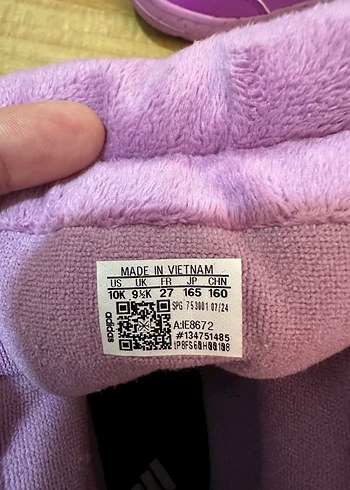 MADE IN VIETNAM
US UK FR JP CHN
10K 9½K 27 165 160
SPG 753001 07/24
adidas
A:IE8672
#134751485